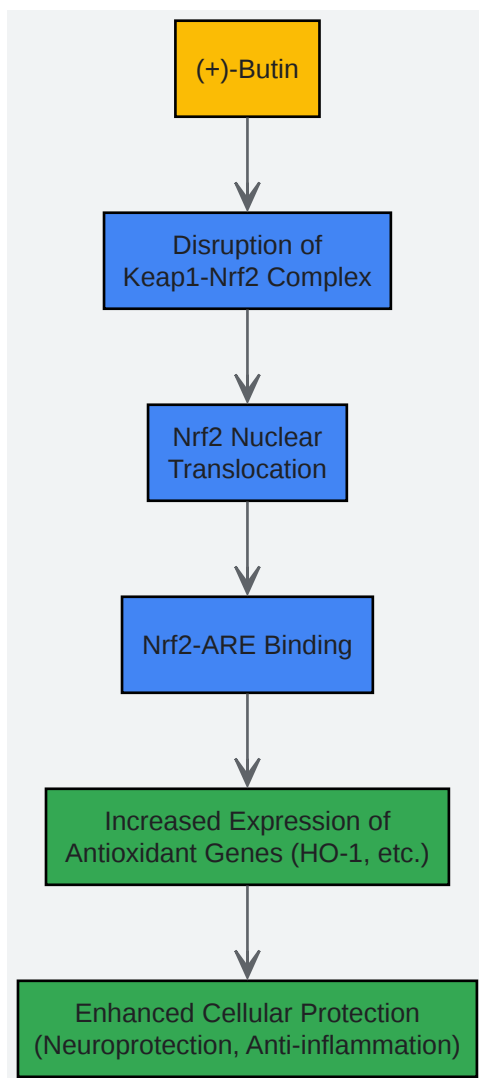 (+)-Butin
Disruption of
Keap1-Nrf2 Complex
Nrf2 Nuclear
Translocation
Nrf2-ARE Binding
Increased Expression of
Antioxidant Genes (HO-1, etc.)
Enhanced Cellular Protection
(Neuroprotection, Anti-inflammation)